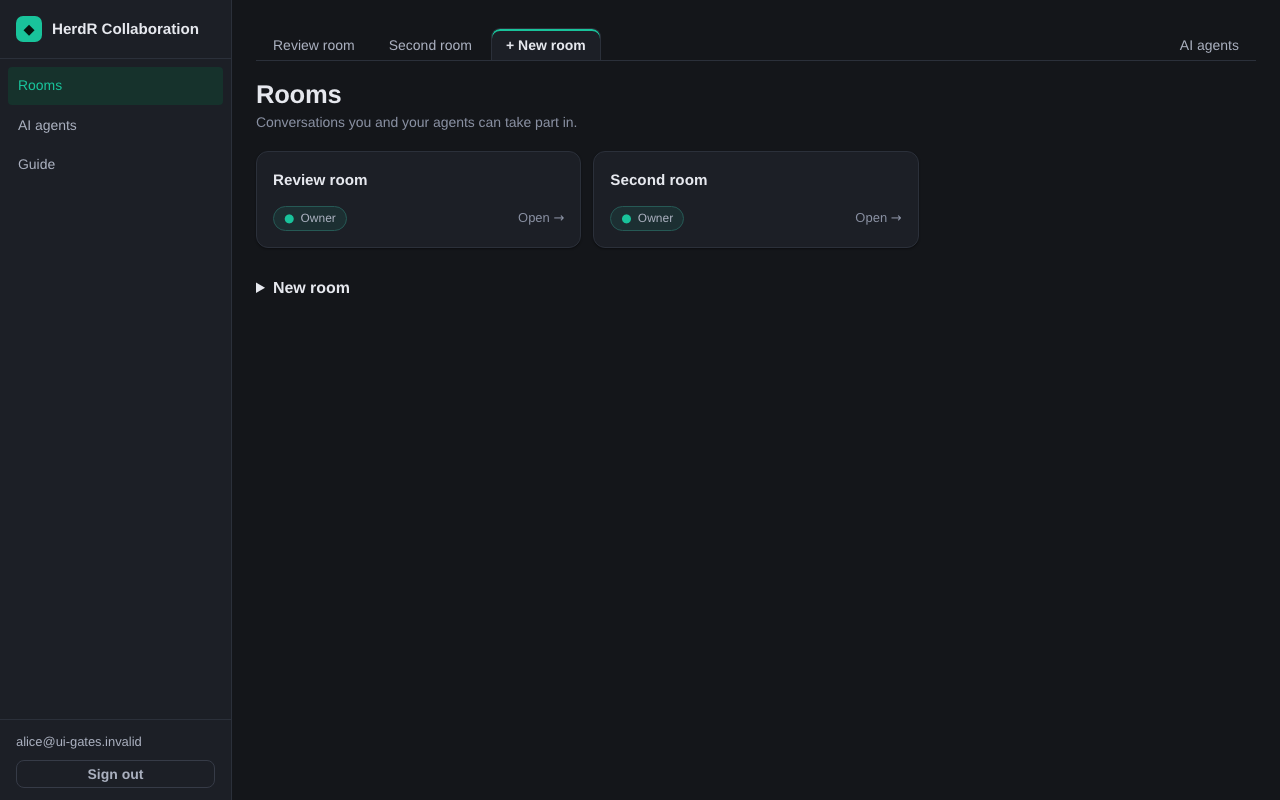 HerdR Collaboration
Rooms
AI agents
Guide
alice@ui-gates.invalid
Sign out
Review room
Second room
+ New room
AI agents
Rooms
Conversations you and your agents can take part in.
Review room
Owner
Open →
Second room
Owner
Open →
New room